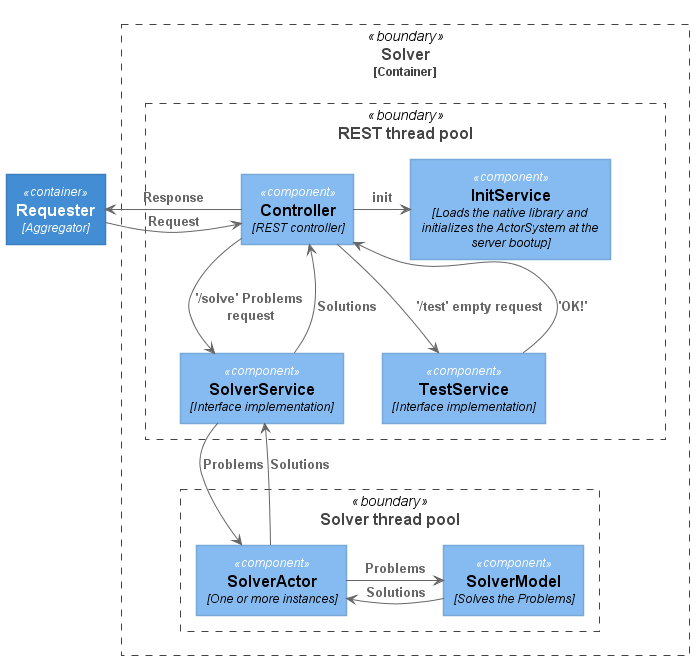 «boundary»
Solver
[Container]
«boundary»
REST thread pool
«container»
Requester
[Aggregator]
Response
Request
«component»
Controller
[REST controller]
init
«component»
InitService
[Loads the native library and
initializes the ActorSystem at the
server bootup]
'/solve' Problems
request
Solutions
'/test' empty request
'OK!'
«component»
SolverService
[Interface implementation]
«component»
TestService
[Interface implementation]
Problems
Solutions
«boundary»
Solver thread pool
«component»
SolverActor
[One or more instances]
Problems
Solutions
«component»
SolverModel
[Solves the Problems]